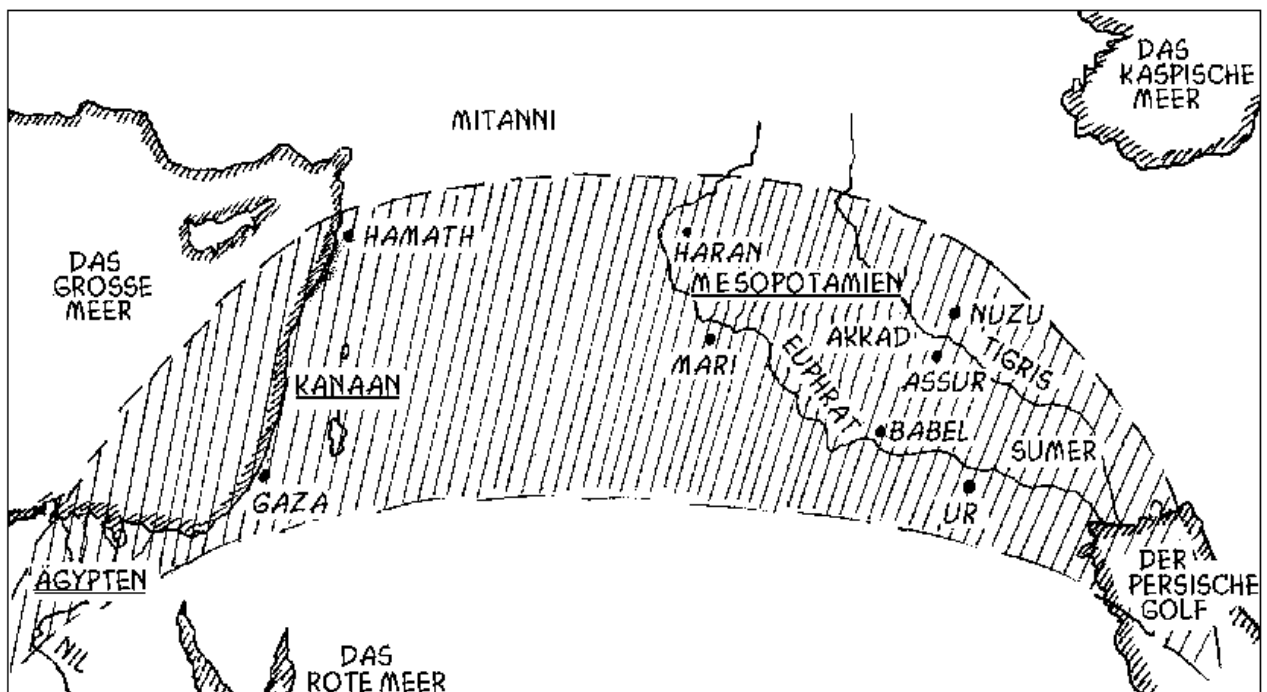 DAS
KASPISCHE
MEER
MITANNI
HAMATH
HARAN
DAS
GROSSE
MEER
MESOPOTAMIEN
NUZU
AKKAD
TIGRIS
MARI
EUPHRAT
ASSUR
KANAAN
BABEL
SUMER
GAZA
UR
ÄGYPTEN
DER
PERSISCHE
GOLF
NIL
DAS
ROTE MEER